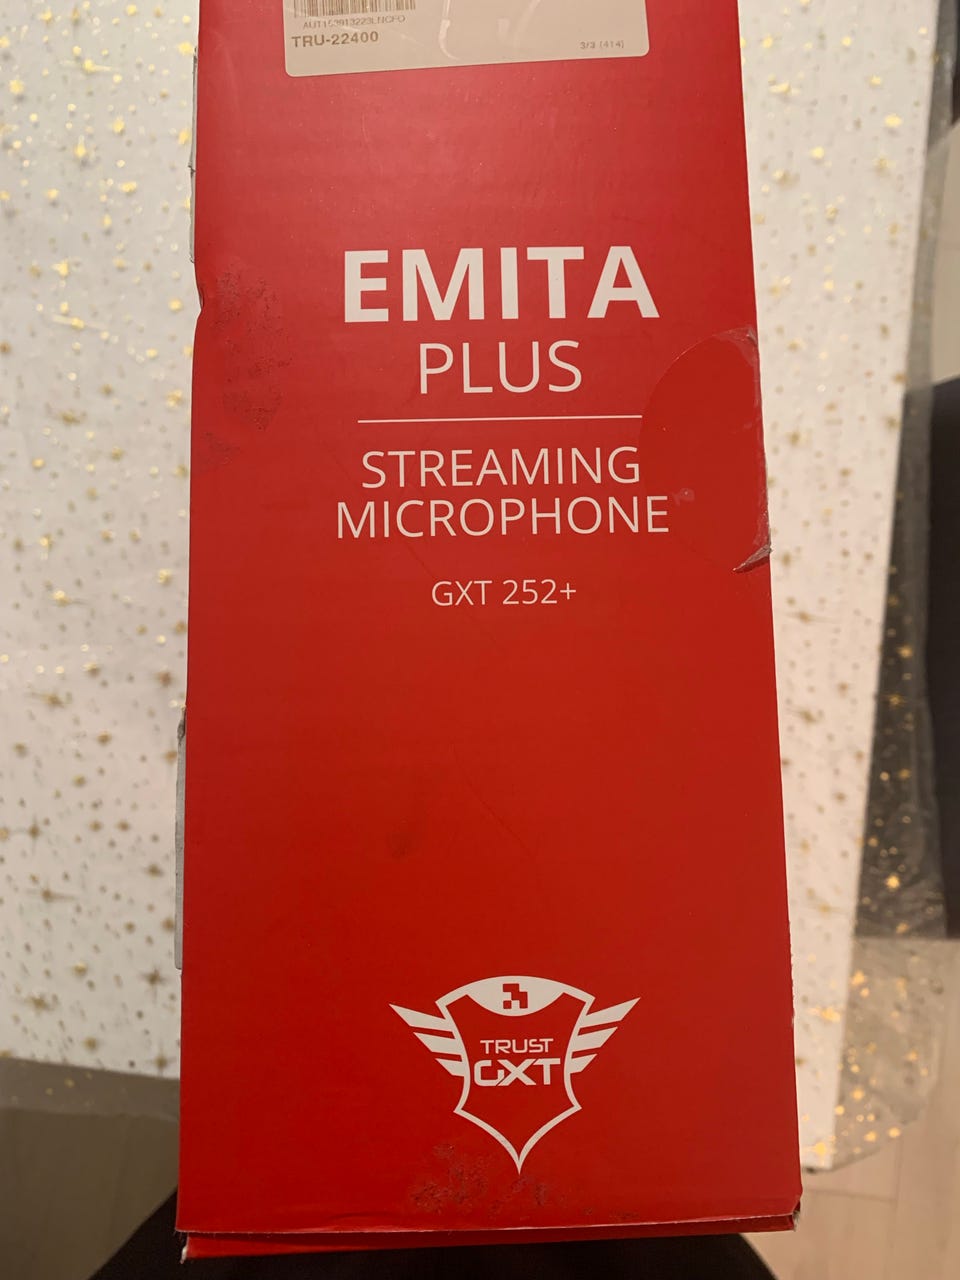 TRU-22400
3/3 (414)
EMITA
PLUS
STREAMING
MICROPHONE
GXT 252+
TRUST
GXT